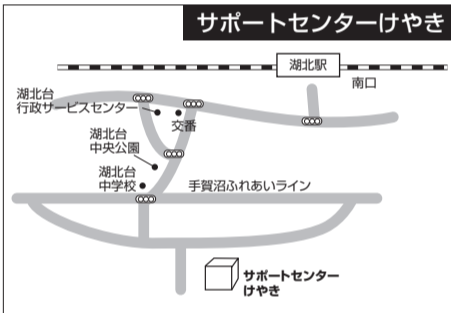 サポートセンターけやき
湖北駅
南口
湖北台
行政サービスセンター
交番
湖北台
中央公園
湖北台
中学校
手賀沼ふれあいライン
サポートセンター
けやき